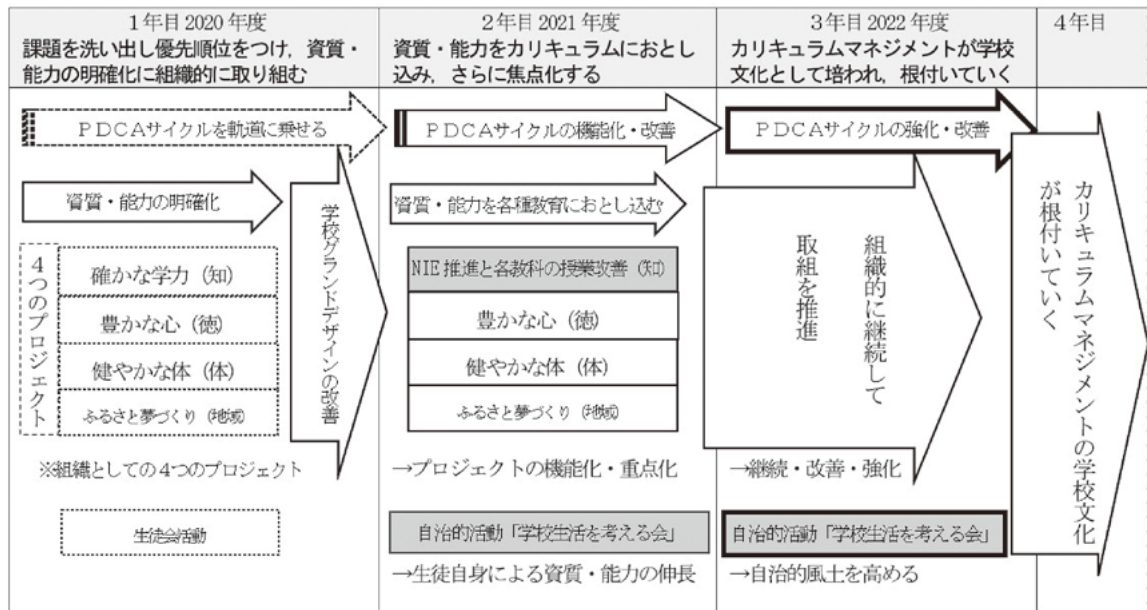 1年目 2020 年度
課題を洗い出し優先順位をつけ，資質・
能力の明確化に組織的に取り組む
2年目 2021 年度
資質・能力をカリキュラムにおとし
込み，さらに焦点化する
3年目 2022 年度
カリキュラムマネジメントが学校
文化として培われ，根付いていく
4年目
PDCAサイクルを軌道に乗せる
PDCAサイクルの機能化・改善
PDCAサイクルの強化・改善
資質・能力の明確化
資質・能力を各種教育におとし込む
4つのプロジェクト
確かな学力（知）
豊かな心（徳）
健やかな体（体）
ふるさと夢づくり（地域）
学校グランドデザインの改善
NIE 推進と各教科の授業改善（知）
豊かな心（徳）
健やかな体（体）
ふるさと夢づくり（地域）
組織的に継続して
取組を推進
カリキュラムマネジメントの学校文化
が根付いていく
※組織としての４つのプロジェクト
→プロジェクトの機能化・重点化
→継続・改善・強化
生徒会活動
自治的活動「学校生活を考える会」
自治的活動「学校生活を考える会」
→生徒自身による資質・能力の伸長
→自治的風土を高める